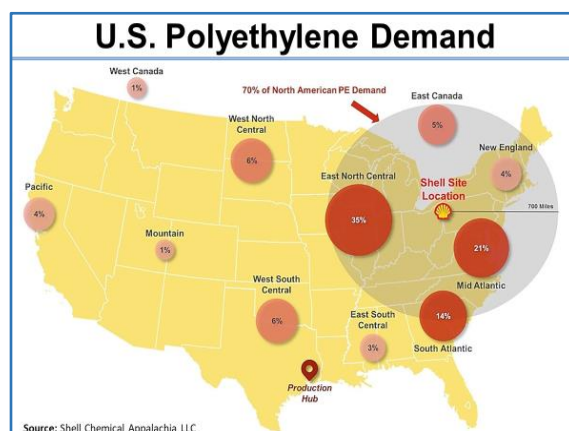 U.S. Polyethylene Demand
West Canada
1%
70% of North American PE Demand
East Canada
5%
West North
Central
6%
New England
4%
East North Central
35%
Shell Site
Location
700 Miles
Pacific
4%
Mountain
1%
21%
Mid Atlantic
West South
Central
6%
East South
Central
3%
14%
South Atlantic
Production
Hub
Source: Shell Chemical Appalachia LLC